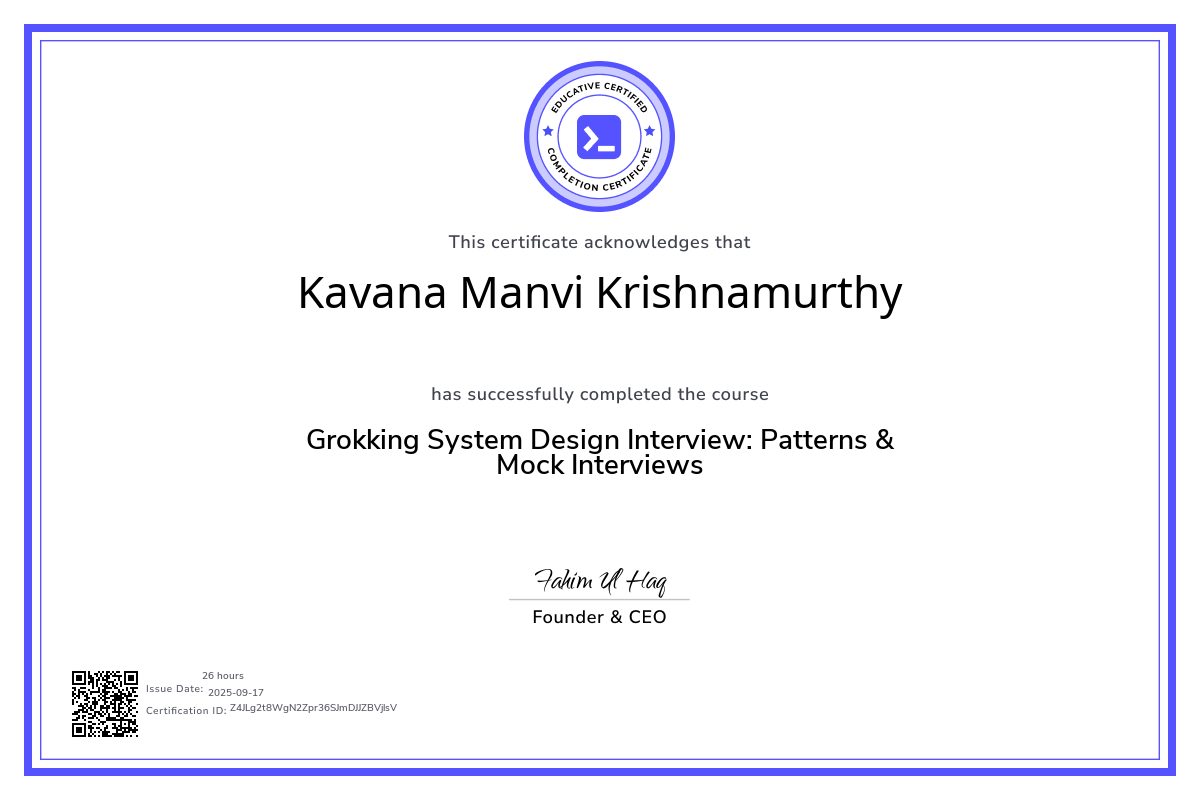 EDUCATIVE CERTIFIED
COMPLETION CERTIFICATE
This certificate acknowledges that
Kavana Manvi Krishnamurthy
has successfully completed the course
Grokking System Design Interview: Patterns &
Mock Interviews
Fahim Ul Haq
Founder & CEO
26 hours
Issue Date: 2025-09-17
Certification ID: Z4JLg2t8WgN2Zpr36SJmDJJZBVjlsV